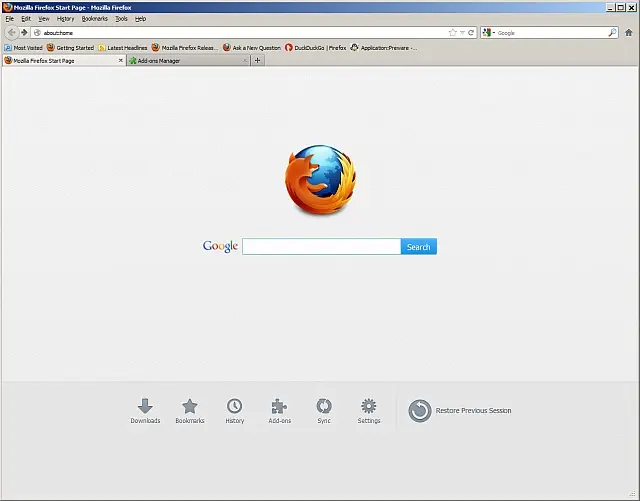 Mozilla Firefox Start Page - Mozilla Firefox
File Edit View History Bookmarks Tools Help
about:home Google
Most Visited Getting Started Latest Headlines Mozilla Firefox Releas... Ask a New Question DuckDuckGo | Firefox Application:Preware -...
Mozilla Firefox Start Page Add-ons Manager
Google Search
Downloads Bookmarks History Add-ons Sync Settings Restore Previous Session